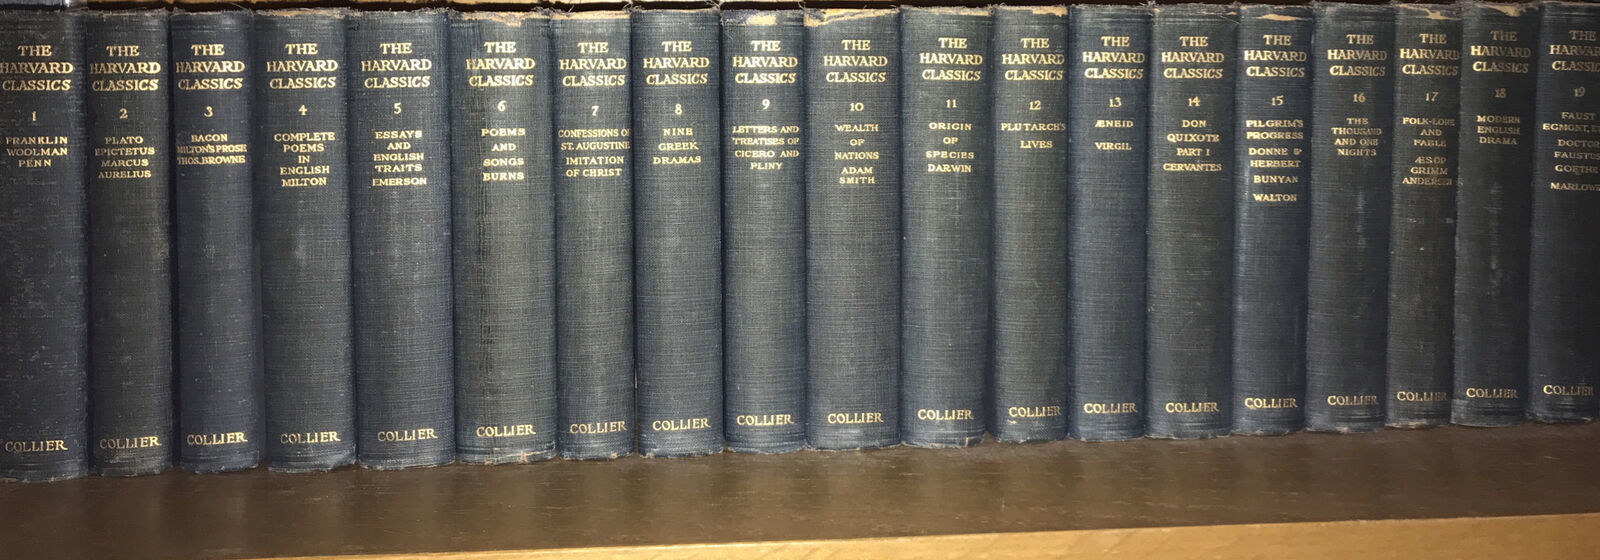 THE
HARVARD
CLASSICS
1
FRANKLIN
WOOLMAN
PENN
COLLIER
THE
HARVARD
CLASSICS
2
PLATO
EPICTETUS
MARCUS
AURELIUS
COLLIER
THE
HARVARD
CLASSICS
3
BACON
MILTON'S PROSE
THOS. BROWNE
COLLIER
THE
HARVARD
CLASSICS
4
COMPLETE
POEMS
IN
ENGLISH
MILTON
COLLIER
THE
HARVARD
CLASSICS
5
ESSAYS
AND
ENGLISH
TRAITS
EMERSON
COLLIER
THE
HARVARD
CLASSICS
6
POEMS
AND
SONGS
BURNS
COLLIER
THE
HARVARD
CLASSICS
7
CONFESSIONS OF
ST. AUGUSTINE
IMITATION
OF CHRIST
COLLIER
THE
HARVARD
CLASSICS
8
NINE
GREEK
DRAMAS
COLLIER
THE
HARVARD
CLASSICS
9
LETTERS AND
TREATISES OF
CICERO AND
PLINY
COLLIER
THE
HARVARD
CLASSICS
10
WEALTH
OF
NATIONS
ADAM
SMITH
COLLIER
THE
HARVARD
CLASSICS
11
ORIGIN
OF
SPECIES
DARWIN
COLLIER
THE
HARVARD
CLASSICS
12
PLUTARCH'S
LIVES
COLLIER
THE
HARVARD
CLASSICS
13
ÆNEID
VIRGIL
COLLIER
THE
HARVARD
CLASSICS
14
DON
QUIXOTE
PART 1
CERVANTES
COLLIER
THE
HARVARD
CLASSICS
15
PILGRIM'S
PROGRESS
DONNE &
HERBERT
BUNYAN
WALTON
COLLIER
THE
HARVARD
CLASSICS
16
THE
THOUSAND
AND ONE
NIGHTS
COLLIER
THE
HARVARD
CLASSICS
17
FOLK-LORE
AND
FABLE
ÆSOP
GRIMM
ANDERSEN
COLLIER
THE
HARVARD
CLASSICS
18
MODERN
ENGLISH
DRAMA
COLLIER
THE
HARVAR
CLASSIC
19
FAUST
EGMONT, E
DOCTOR
FAUSTUS
GOETHE
MARLOWE
COLLIER